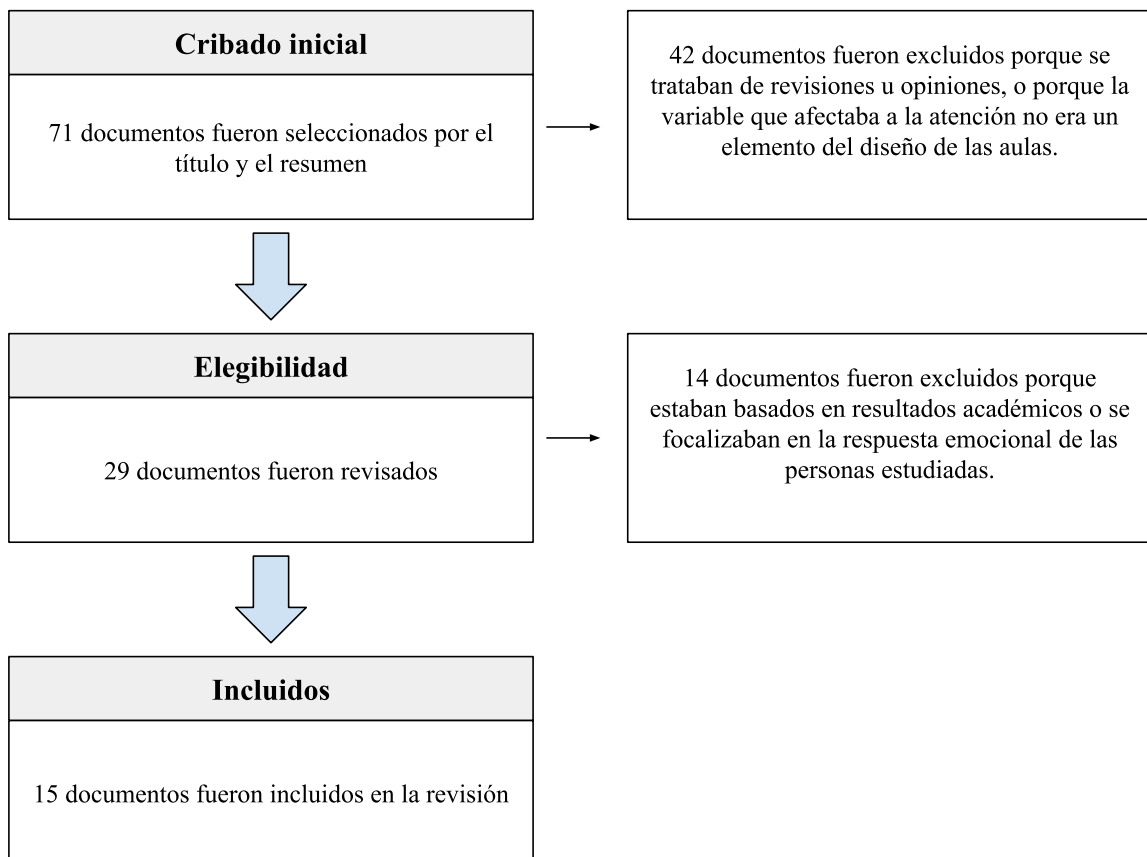 Cribado inicial
71 documentos fueron seleccionados por el
título y el resumen
42 documentos fueron excluidos porque se
trataban de revisiones u opiniones, o porque la
variable que afectaba a la atención no era un
elemento del diseño de las aulas.
Elegibilidad
29 documentos fueron revisados
14 documentos fueron excluidos porque
estaban basados en resultados académicos o se
focalizaban en la respuesta emocional de las
personas estudiadas.
Incluidos
15 documentos fueron incluidos en la revisión